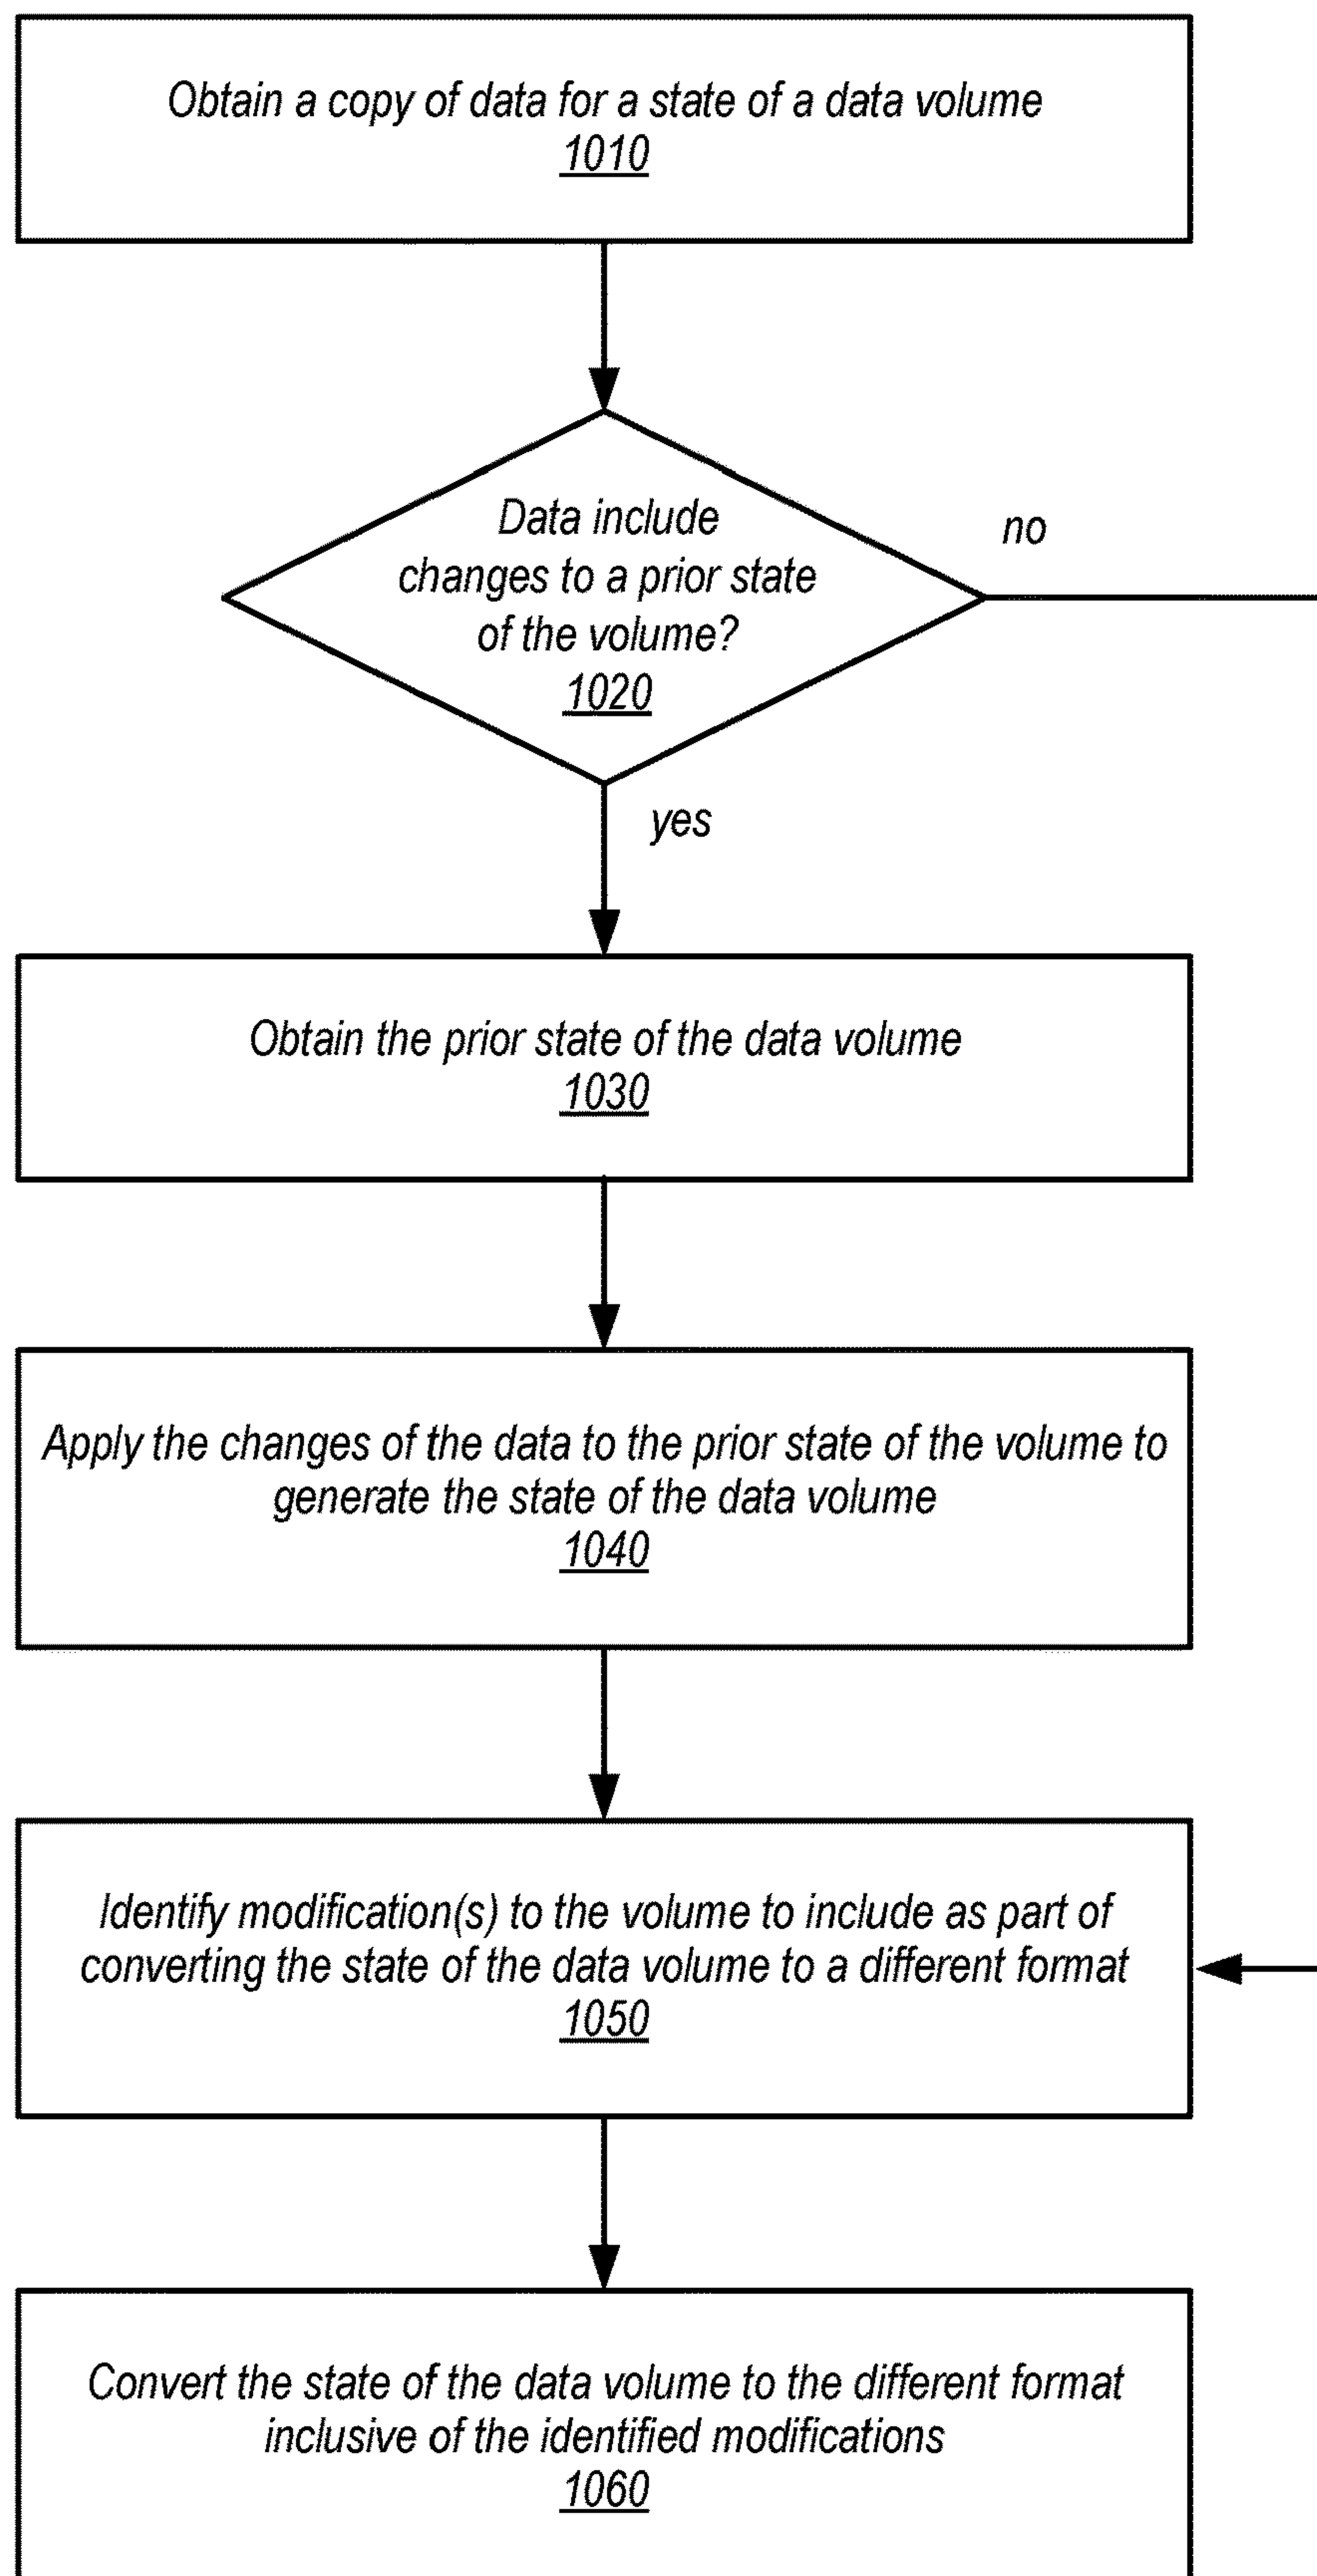 Obtain a copy of data for a state of a data volume
1010
Data include
changes to a prior state
of the volume?
1020
no
yes
Obtain the prior state of the data volume
1030
Apply the changes of the data to the prior state of the volume to
generate the state of the data volume
1040
Identify modification(s) to the volume to include as part of
converting the state of the data volume to a different format
1050
Convert the state of the data volume to the different format
inclusive of the identified modifications
1060